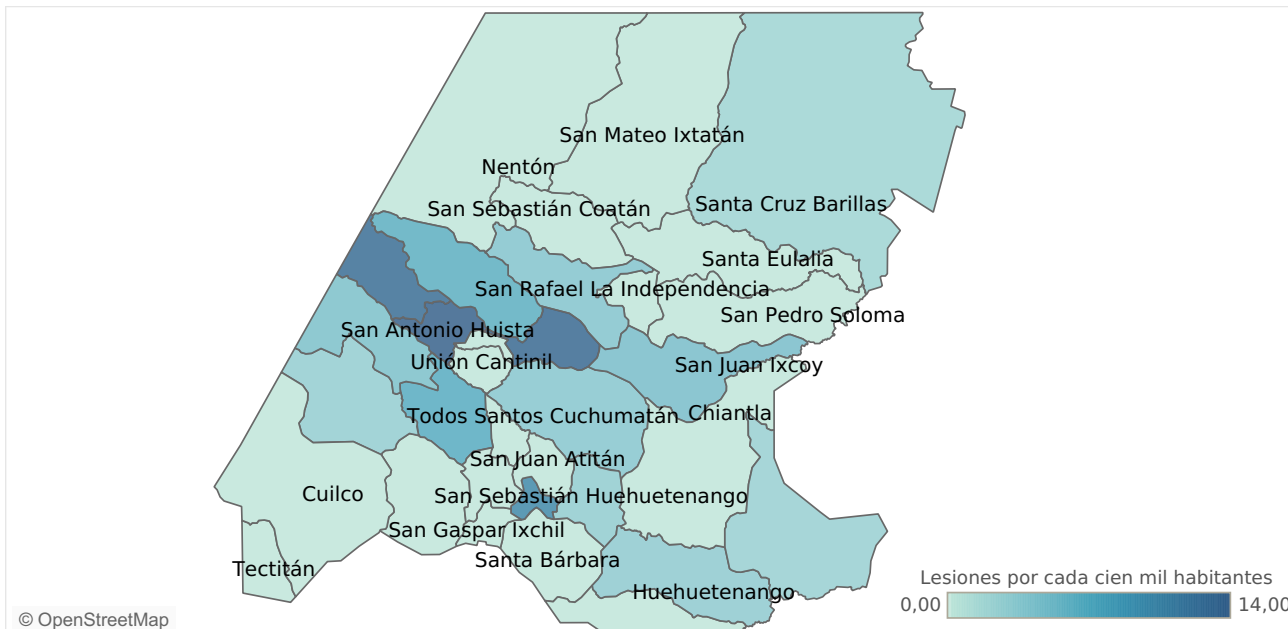 San Mateo Ixtatán
Nentón
Santa Cruz Barillas
San Sebastián Coatán
Santa Eulalia
San Rafael La Independencia
San Pedro Soloma
San Antonio Huista
Unión Cantinil
San Juan Ixcoy
Todos Santos Cuchumatán
Chiantla
San Juan Atitán
Cuilco
San Sebastián Huehuetenango
San Gaspar Ixchil
Santa Bárbara
Tectitán
Huehuetenango
Lesiones por cada cien mil habitantes
0,00
14,00
© OpenStreetMap